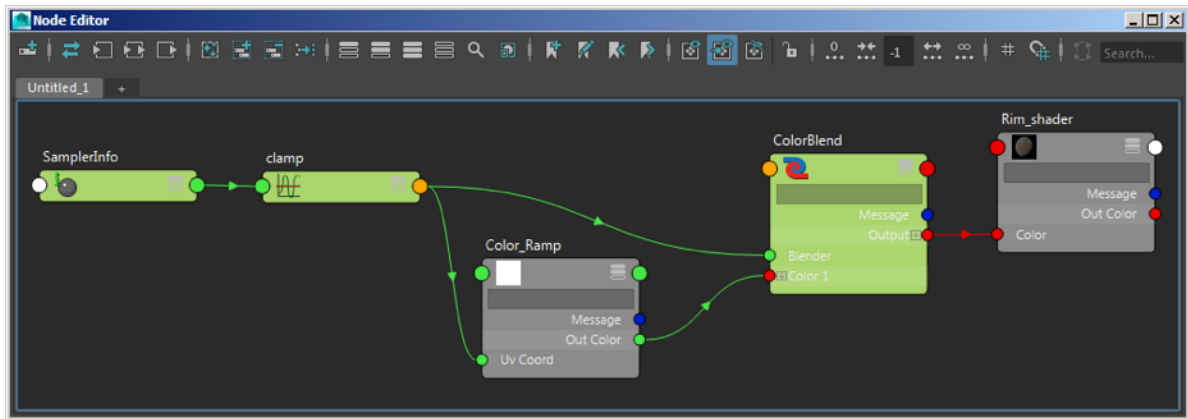 Node Editor
0
-1
∞
Search...
Untitled_1 +
SamplerInfo
clamp
Color_Ramp
Message
Out Color
Uv Coord
ColorBlend
Message
Output
Blender
Color 1
Rim_shader
Message
Out Color
Color